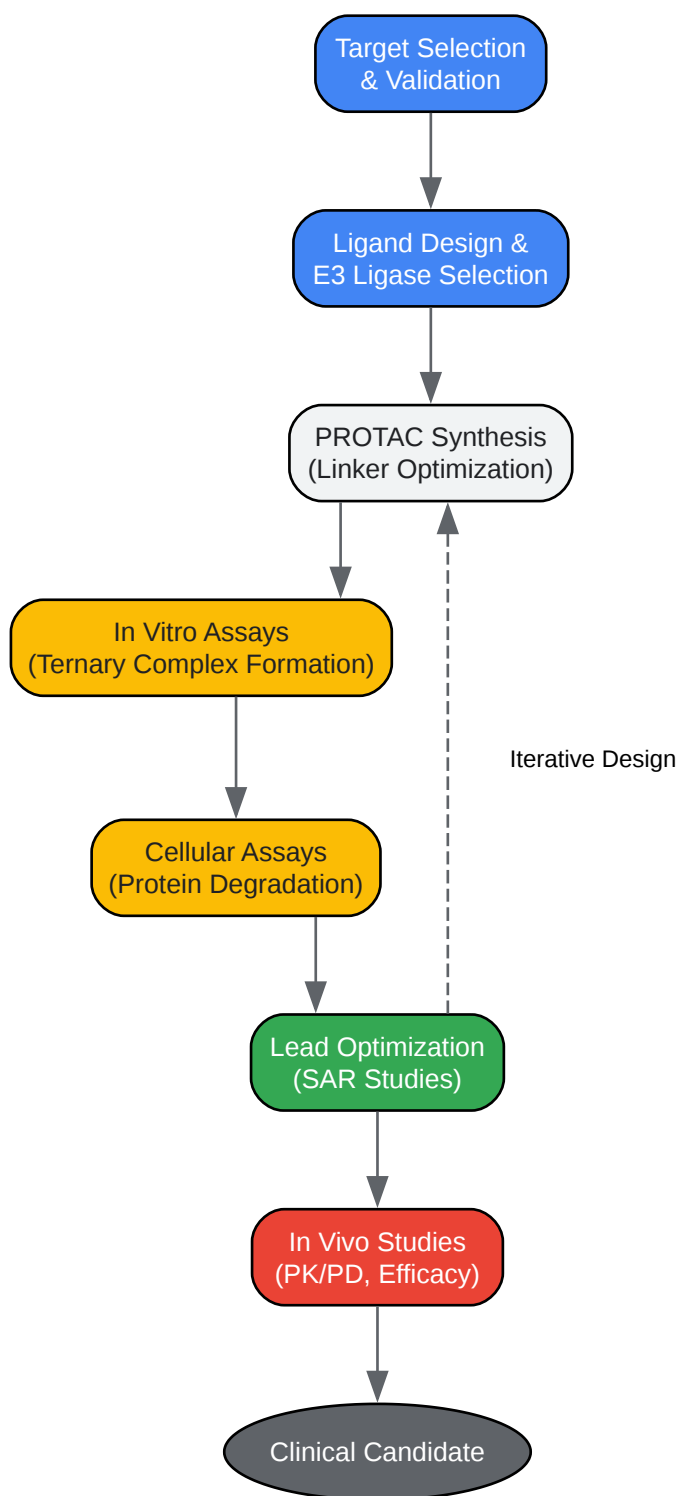 Target Selection
& Validation
Ligand Design &
E3 Ligase Selection
PROTAC Synthesis
(Linker Optimization)
In Vitro Assays
(Ternary Complex Formation)
Iterative Design
Cellular Assays
(Protein Degradation)
Lead Optimization
(SAR Studies)
In Vivo Studies
(PK/PD, Efficacy)
Clinical Candidate